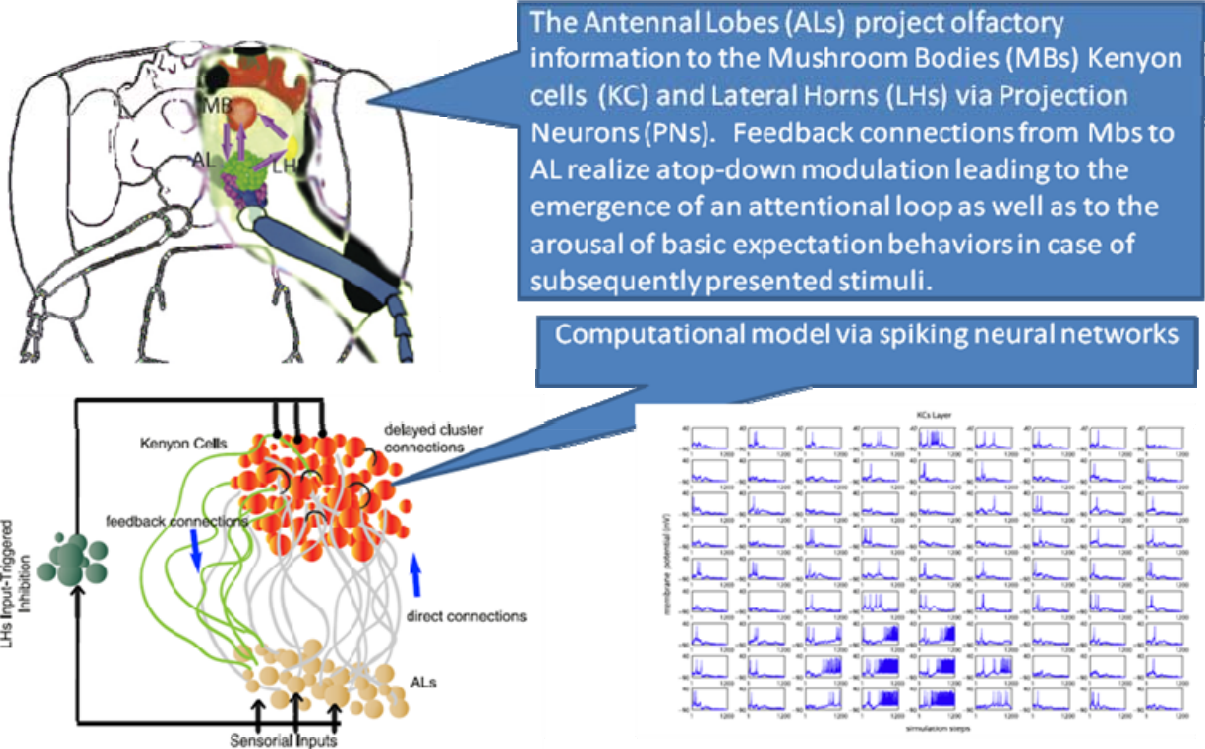 The Antennal Lobes (ALs) project olfactory
information to the Mushroom Bodies (MBs) Kenyon
cells (KC) and Lateral Horns (LHs) via Projection
Neurons (PNs). Feedback connections from Mbs to
AL realize atop-down modulation leading to the
emergence of an attentional loop as well as to the
arousal of basic expectation behaviors in case of
subsequently presented stimuli.
MB
AL
LH
Computational model via spiking neural networks
Kenyon Cells
delayed cluster
connections
feedback connections
LHs Input-Triggered
Inhibition
direct connections
ALs
Sensorial Inputs
KCs Layer
membrane potential (mV)
simulation steps